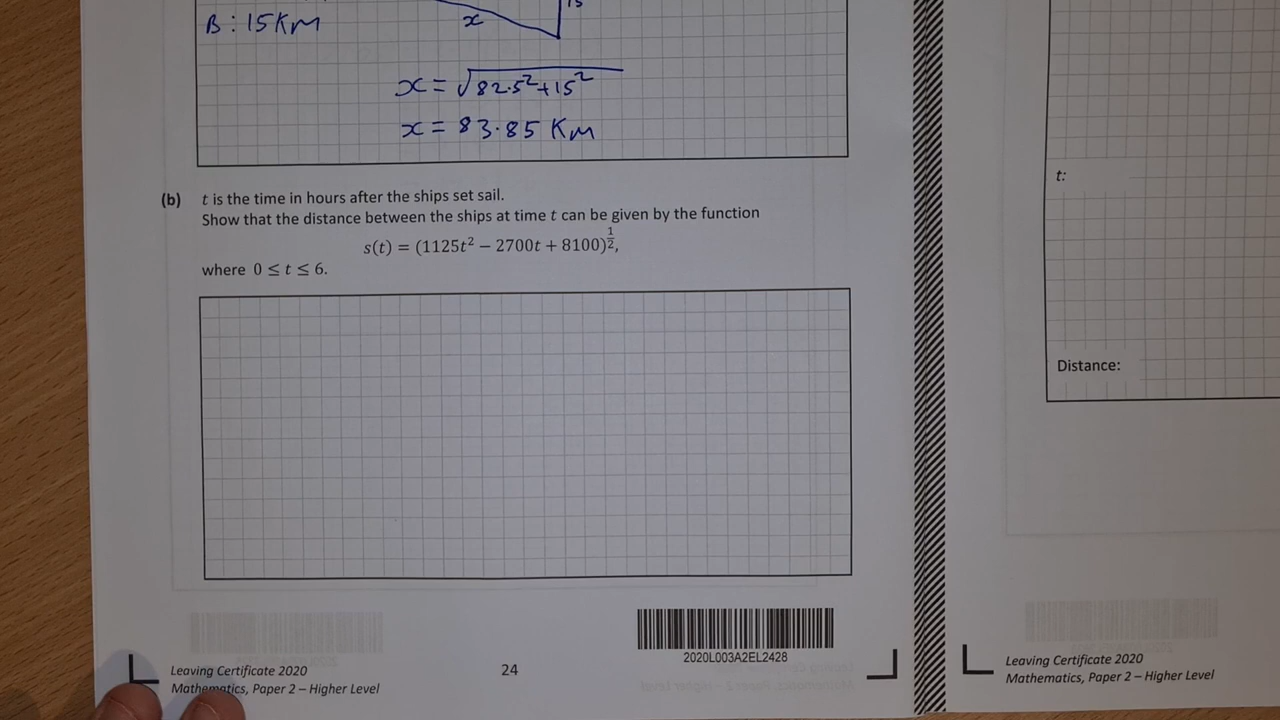 B : 15 Km
x
15
x = √82.5² + 15²
x = 83.85 Km
(b) t is the time in hours after the ships set sail.
Show that the distance between the ships at time t can be given by the function
s(t) = (1125t² − 2700t + 8100)^½,
where 0 ≤ t ≤ 6.
2020L003A2EL2428
Leaving Certificate 2020
Mathematics, Paper 2 – Higher Level
24
t:
Distance:
Leaving Certificate 2020
Mathematics, Paper 2 – Higher Level